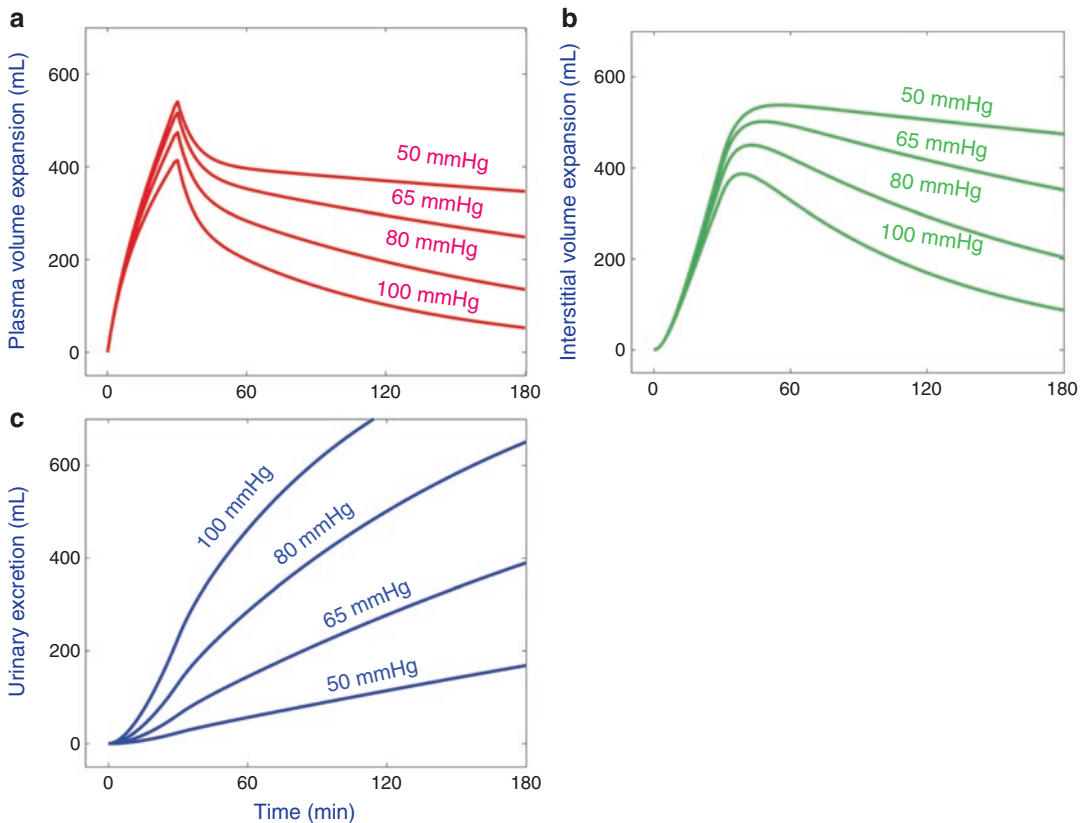 a
Plasma volume expansion (mL)
600
400
200
0
0
60
120
180
50 mmHg
65 mmHg
80 mmHg
100 mmHg
b
Interstitial volume expansion (mL)
600
400
200
0
0
60
120
180
50 mmHg
65 mmHg
80 mmHg
100 mmHg
c
Urinary excretion (mL)
600
400
200
0
0
60
120
180
100 mmHg
80 mmHg
65 mmHg
50 mmHg
Time (min)